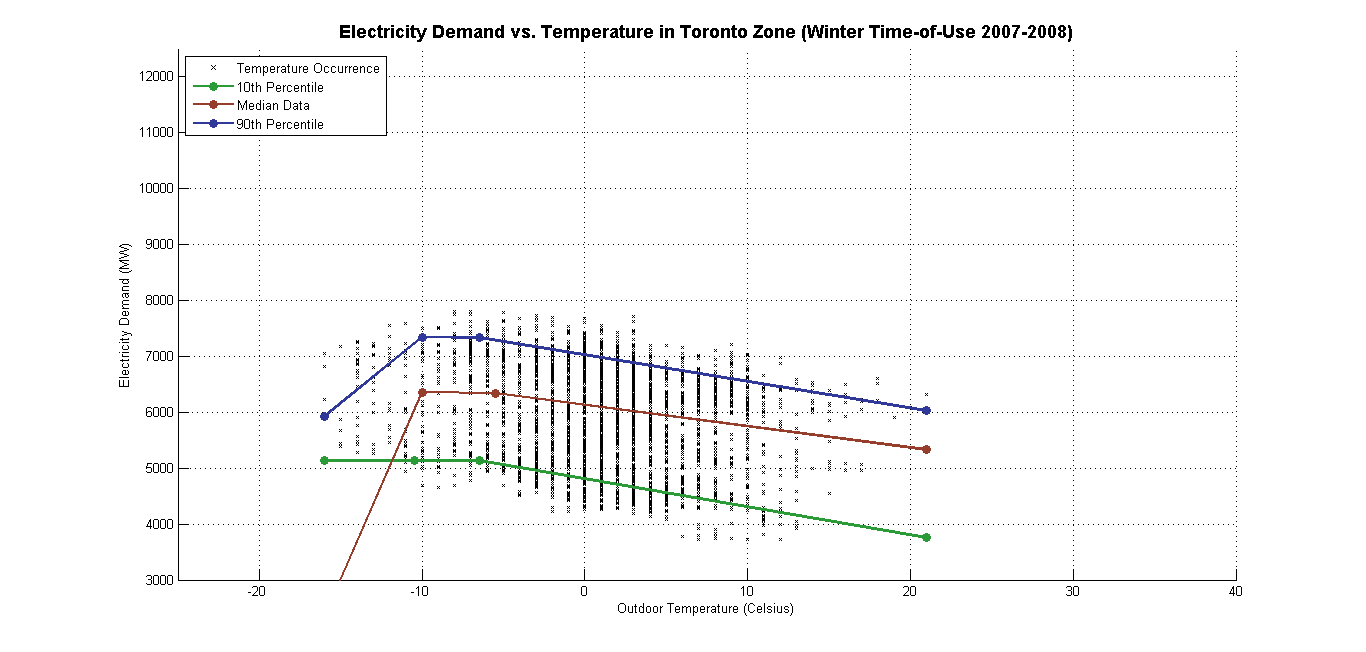 Electricity Demand vs. Temperature in Toronto Zone (Winter Time-of-Use 2007-2008)
Temperature Occurrence
10th Percentile
Median Data
90th Percentile
12000
11000
10000
9000
8000
7000
6000
5000
4000
3000
Electricity Demand (MW)
-20
-10
0
10
20
30
40
Outdoor Temperature (Celsius)